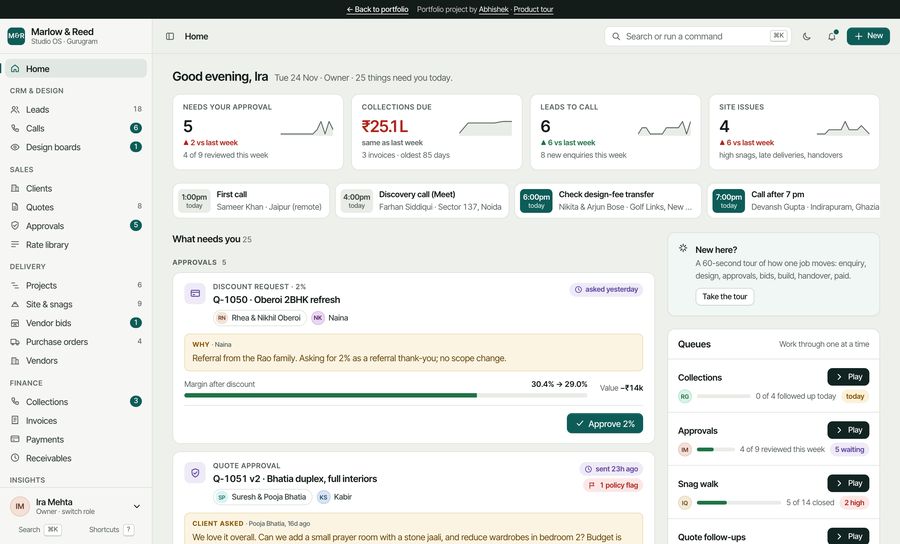 ← Back to portfolio Portfolio project by Abhishek · Product tour
M&R Marlow & Reed
Studio OS · Gurugram
Home
CRM & DESIGN
Leads 18
Calls 6
Design boards 1
SALES
Clients
Quotes 8
Approvals 5
Rate library
DELIVERY
Projects 6
Site & snags 9
Vendor bids 1
Purchase orders 4
Vendors
FINANCE
Collections 3
Invoices
Payments
Receivables
INSIGHTS
IM Ira Mehta
Owner · switch role
Search ⌘K Shortcuts ?
Home
Search or run a command ⌘K
+ New
Good evening, Ira Tue 24 Nov · Owner · 25 things need you today.
NEEDS YOUR APPROVAL
5
▲ 2 vs last week
4 of 9 reviewed this week
COLLECTIONS DUE
₹25.1L
same as last week
3 invoices · oldest 85 days
LEADS TO CALL
6
▲ 6 vs last week
8 new enquiries this week
SITE ISSUES
4
▲ 6 vs last week
high snags, late deliveries, handovers
1:00pm today
First call
Sameer Khan · Jaipur (remote)
4:00pm today
Discovery call (Meet)
Farhan Siddiqui · Sector 137, Noida
6:00pm today
Check design-fee transfer
Nikita & Arjun Bose · Golf Links, New ...
7:00pm today
Call after 7 pm
Devansh Gupta · Indirapuram, Ghazia
What needs you 25
APPROVALS 5
DISCOUNT REQUEST · 2%
asked yesterday
Q-1050 · Oberoi 2BHK refresh
RN Rhea & Nikhil Oberoi NK Naina
WHY · Naina
Referral from the Rao family. Asking for 2% as a referral thank-you; no scope change.
Margin after discount 30.4% → 29.0% Value −₹14k
Approve 2%
QUOTE APPROVAL
sent 23h ago
Q-1051 v2 · Bhatia duplex, full interiors
1 policy flag
SP Suresh & Pooja Bhatia KS Kabir
CLIENT ASKED · Pooja Bhatia, 16d ago
We love it overall. Can we add a small prayer room with a stone jaali, and reduce wardrobes in bedroom 2? Budget is
New here?
A 60-second tour of how one job moves: enquiry,
design, approvals, bids, build, handover, paid.
Take the tour
Queues Work through one at a time
Collections Play
RG 0 of 4 followed up today today
Approvals Play
IM 4 of 9 reviewed this week 5 waiting
Snag walk Play
IQ 5 of 14 closed 2 high
Quote follow-ups Play